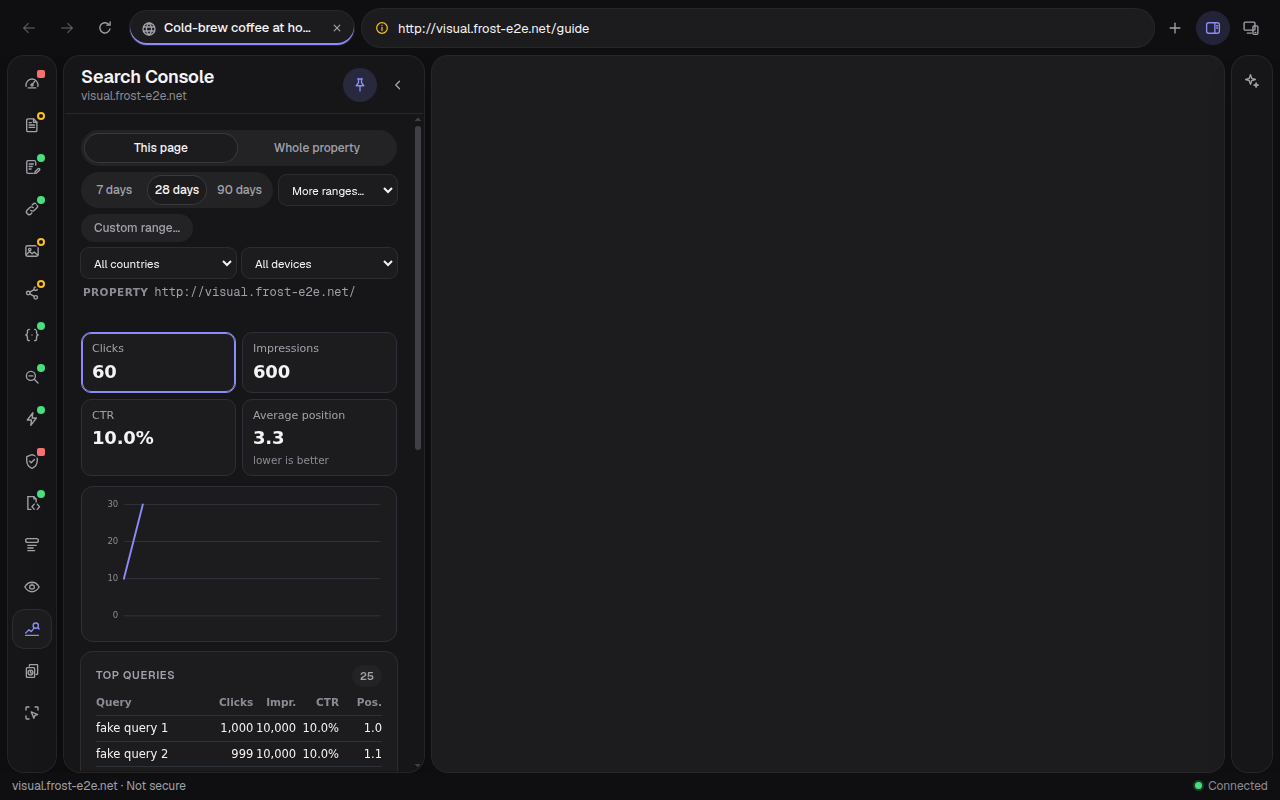 Cold-brew coffee at ho...
http://visual.frost-e2e.net/guide
Search Console
visual.frost-e2e.net
This page
Whole property
7 days
28 days
90 days
More ranges...
Custom range...
All countries
All devices
PROPERTY http://visual.frost-e2e.net/
Clicks
60
Impressions
600
CTR
10.0%
Average position
3.3
lower is better
30
20
10
0
TOP QUERIES
25
Query Clicks Impr. CTR Pos.
fake query 1 1,000 10,000 10.0% 1.0
fake query 2 999 10,000 10.0% 1.1
visual.frost-e2e.net · Not secure
Connected